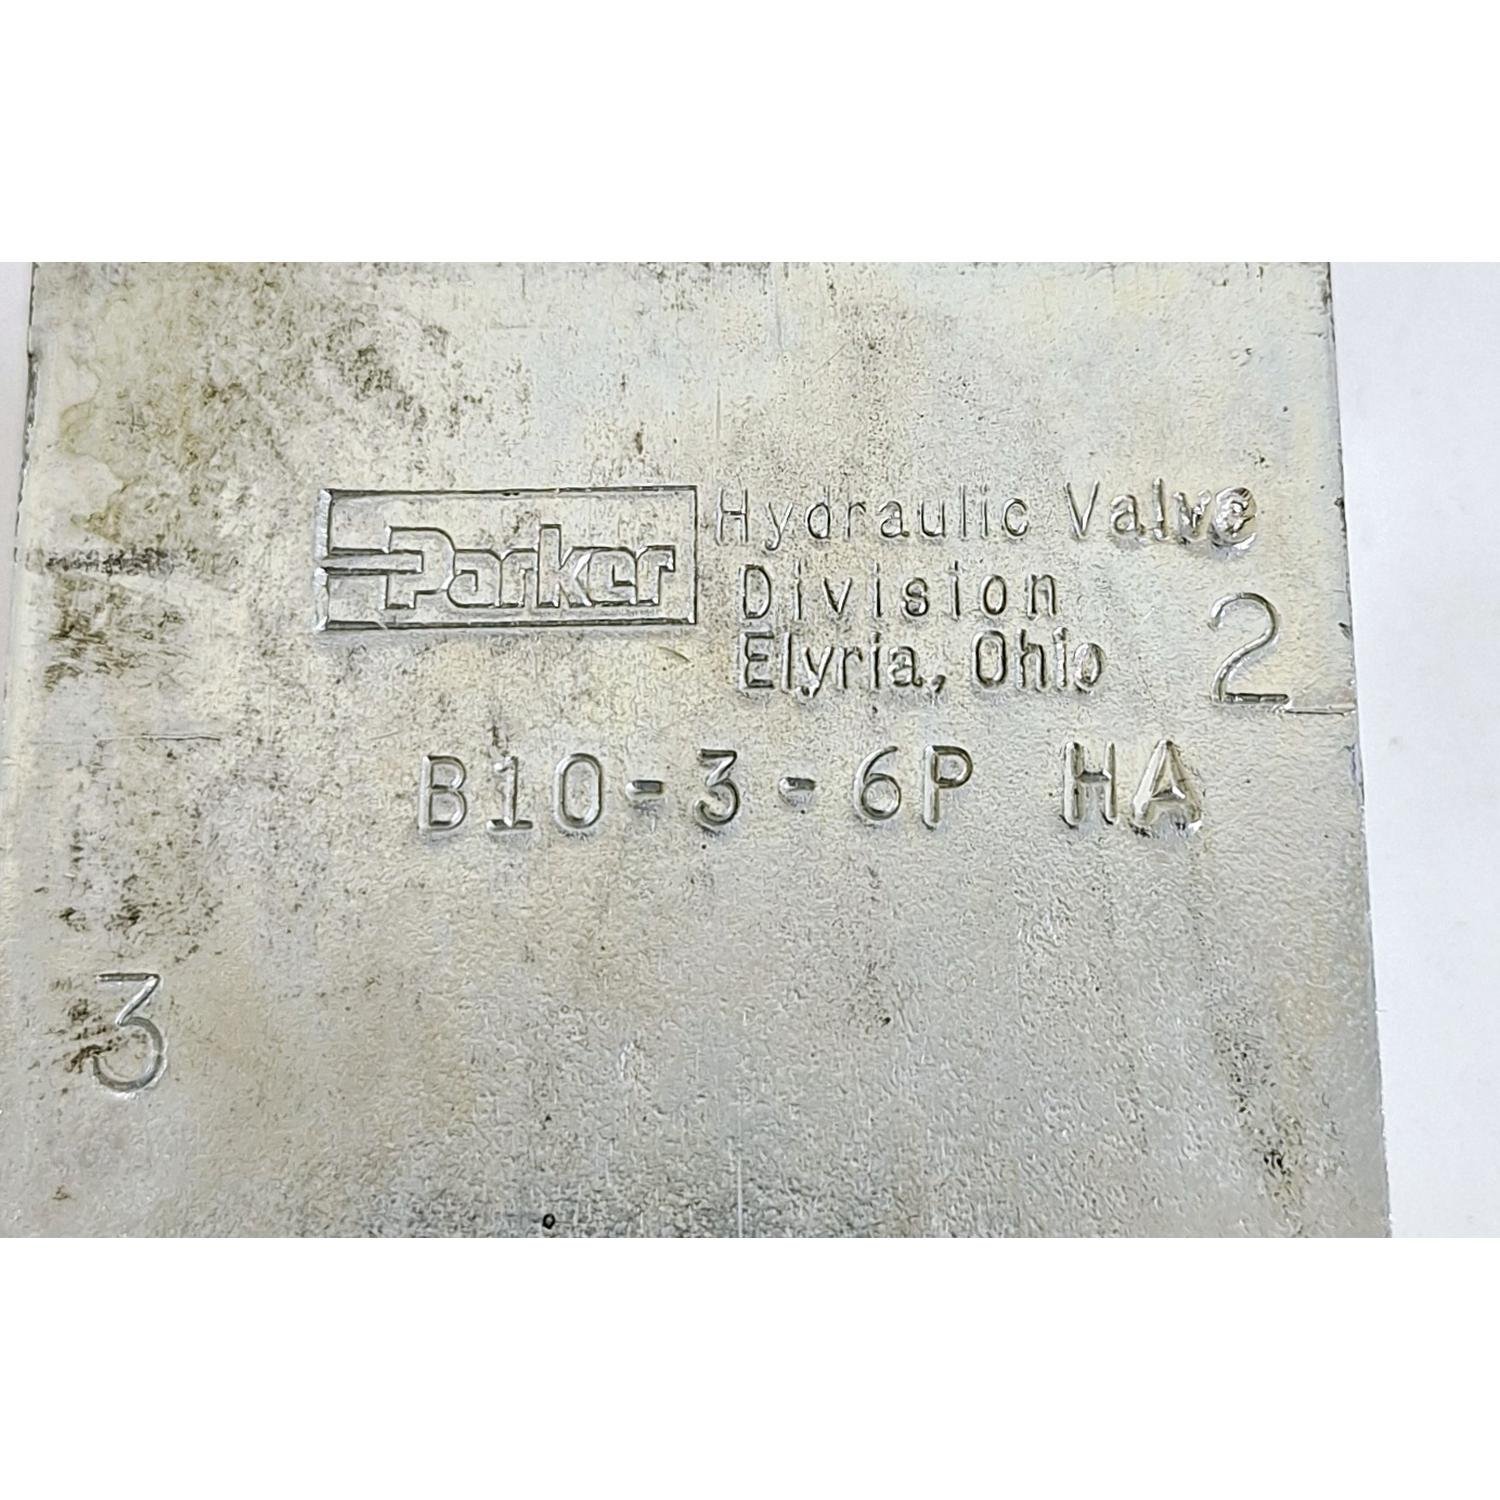 Parker Hydraulic Valve
Division
Elyria, Ohio
2
B10-3-6P HA
3